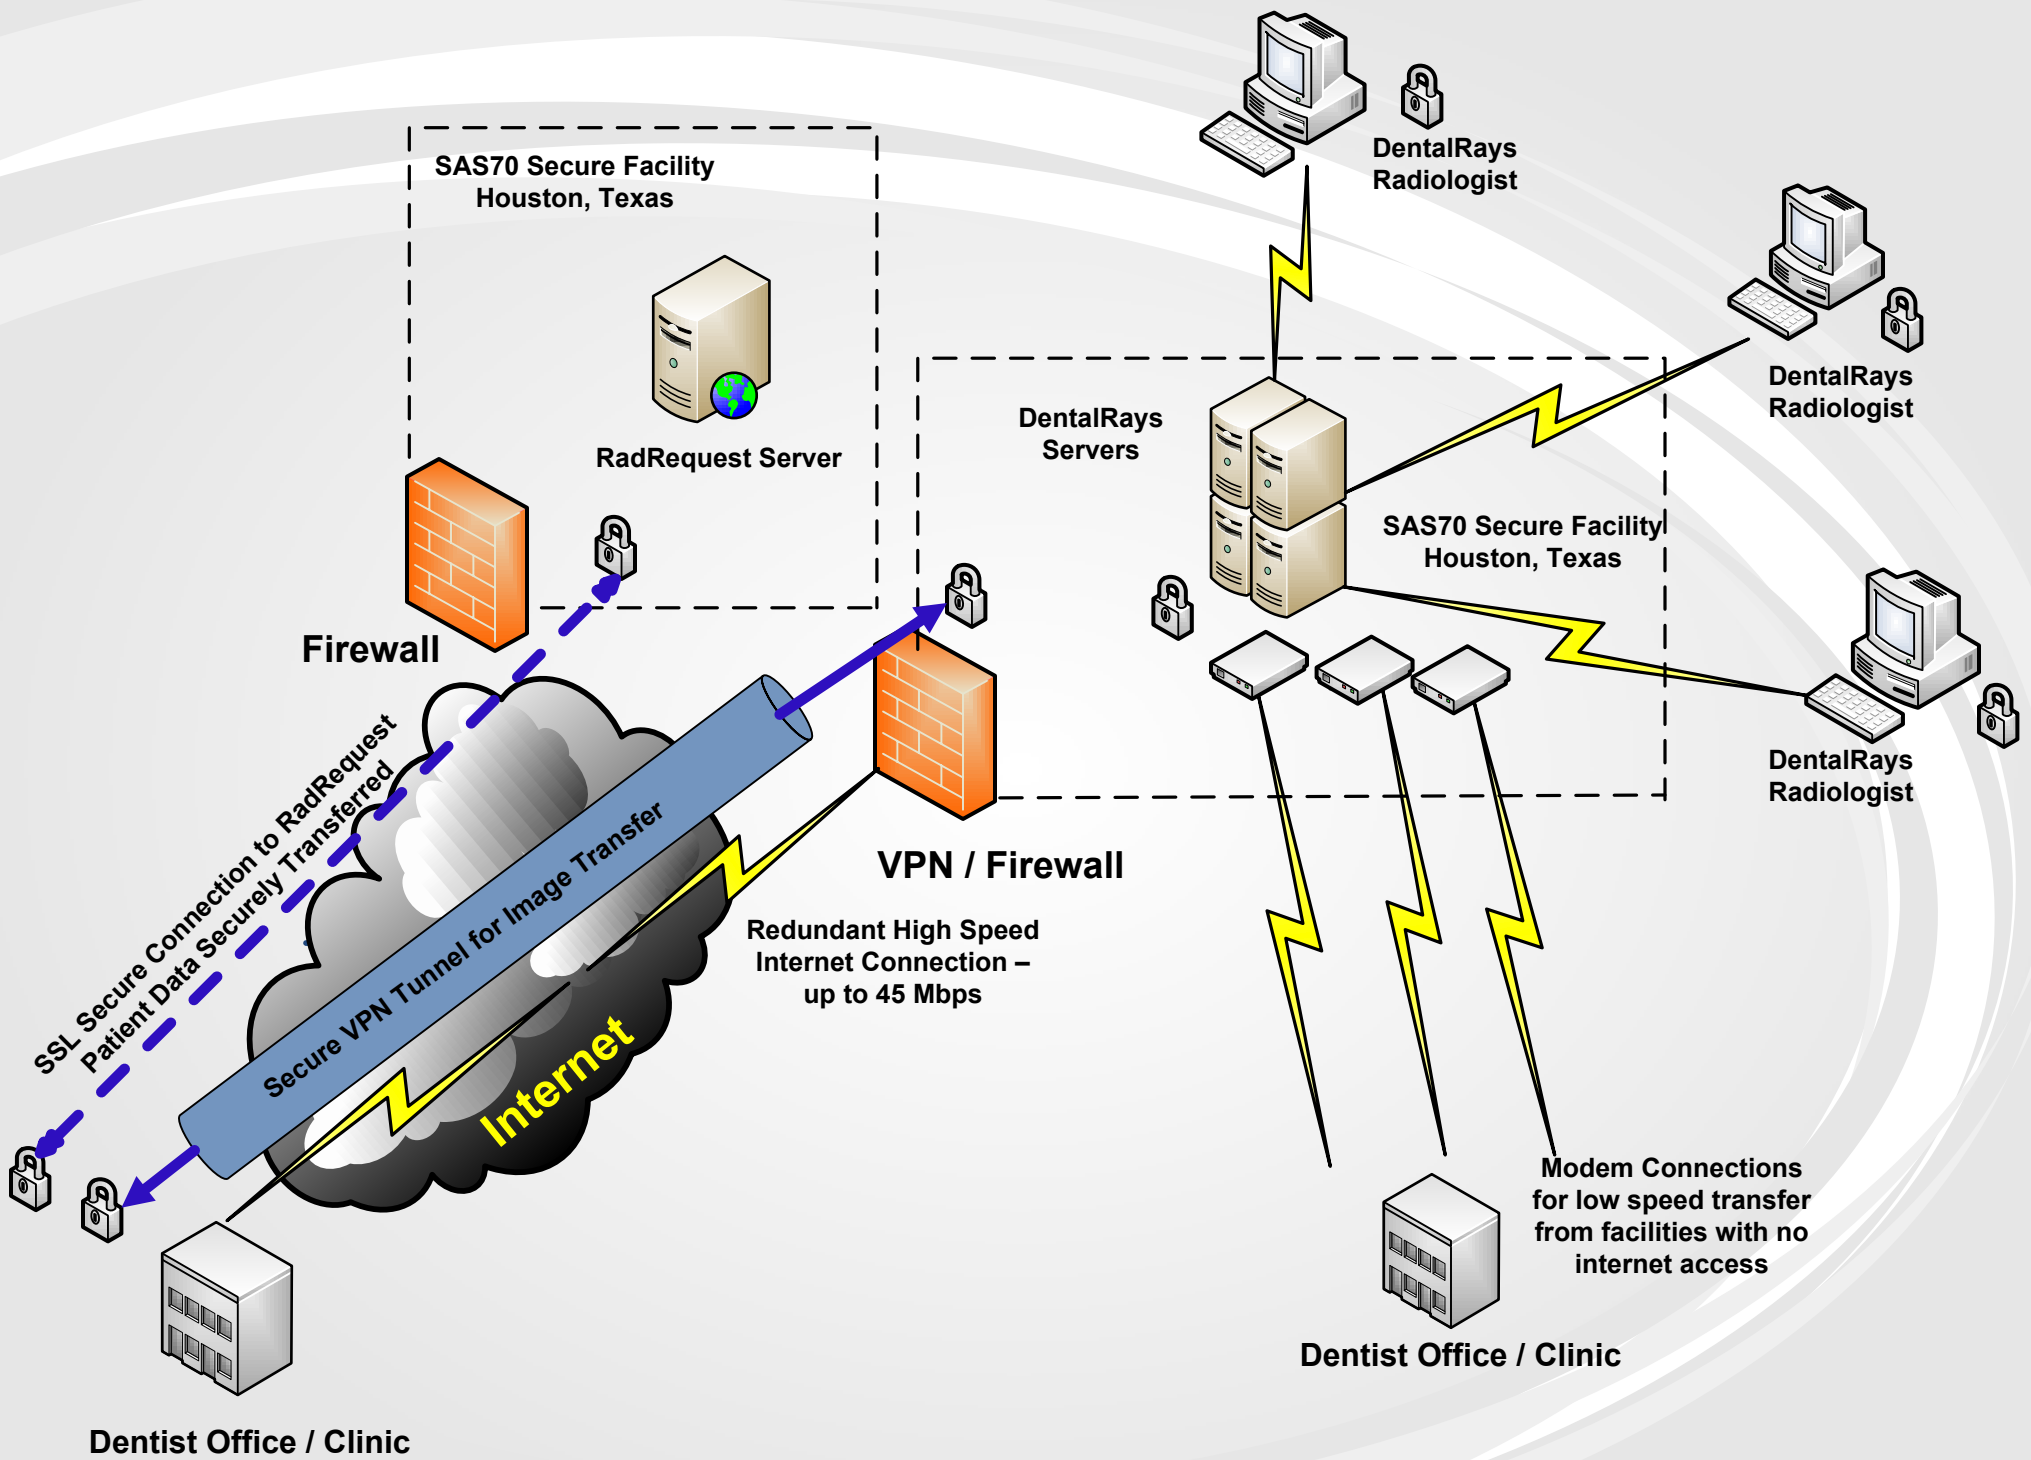 DentalRays
Radiologist
SAS70 Secure Facility
Houston, Texas
RadRequest Server
DentalRays
Radiologist
DentalRays
Servers
SAS70 Secure Facility
Houston, Texas
Firewall
DentalRays
Radiologist
SSL Secure Connection to RadRequest
Patient Data Securely Transferred
Secure VPN Tunnel for Image Transfer
Internet
VPN / Firewall
Redundant High Speed
Internet Connection –
up to 45 Mbps
Modem Connections
for low speed transfer
from facilities with no
internet access
Dentist Office / Clinic
Dentist Office / Clinic